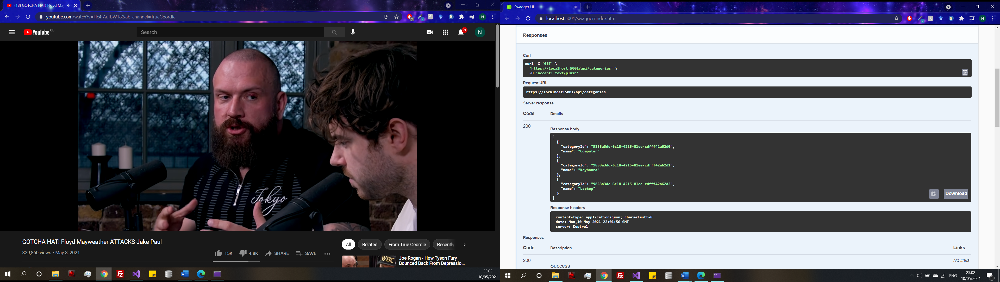 (18) GOTCHA HAT! Floyd May
youtube.com/watch?v=Hc4rAufbW18&ab_channel=TrueGeordie
7
N
YouTube GB
Search
9+
N
Tokyo
GOTCHA HAT! Floyd Mayweather ATTACKS Jake Paul
329,860 views • May 8, 2021
15K
4.8K
SHARE
SAVE
All
Related
From True Geordie
Recently
WBC
Joe Rogan - How Tyson Fury
Bounced Back From Depressio...
23:02
10/05/2021
Swagger UI
localhost:5001/swagger/index.html
N
Responses
Curl
curl -X 'GET' \
'https://localhost:5001/api/categories' \
-H 'accept: text/plain'
Request URL
https://localhost:5001/api/categories
Server response
Code Details
200
Response body
[
{
"categoryId": "9853a3dc-6c18-4215-81ee-cdfff42a62d0",
"name": "Computer"
},
{
"categoryId": "9853a3dc-6c18-4215-81ee-cdfff42a62d1",
"name": "Keyboard"
},
{
"categoryId": "9853a3dc-6c18-4215-81ee-cdfff42a62d2",
"name": "Laptop"
}
]
Download
Response headers
content-type: application/json; charset=utf-8
date: Mon,10 May 2021 22:01:56 GMT
server: Kestrel
Responses
Code Description Links
200 No links
Success
ENG
23:02
10/05/2021
1